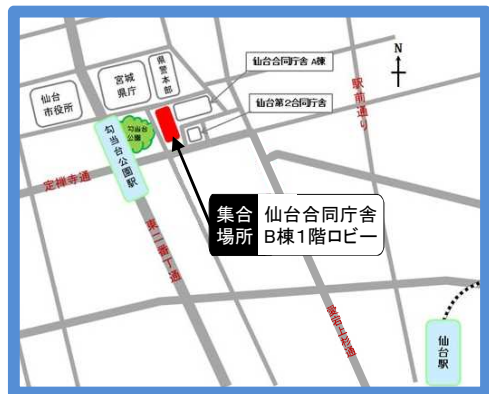 仙台合同庁舎 A棟
N
県警本部
宮城
県庁
仙台
市役所
仙台第2合同庁舎
駅前通り
勾当台
公園
勾当台公園駅
定禅寺通
集合
場所
仙台合同庁舎
B棟1階ロビー
東二番丁通
愛宕上杉通
仙台駅